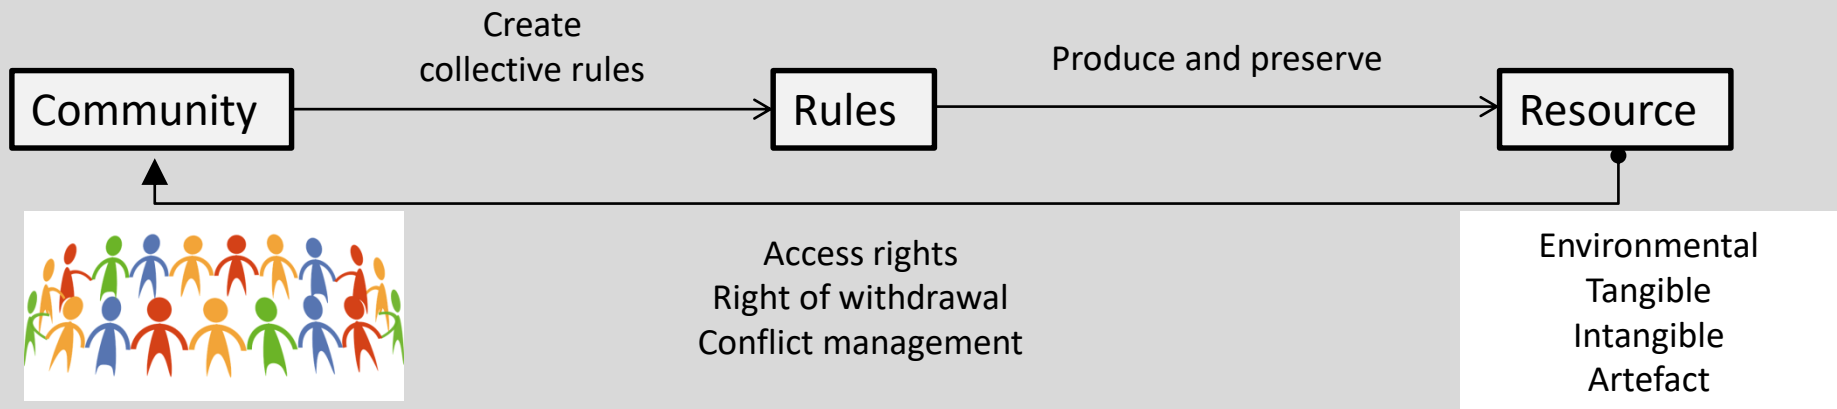 Create
collective rules
Produce and preserve
Community
Rules
Resource
Access rights
Right of withdrawal
Conflict management
Environmental
Tangible
Intangible
Artefact